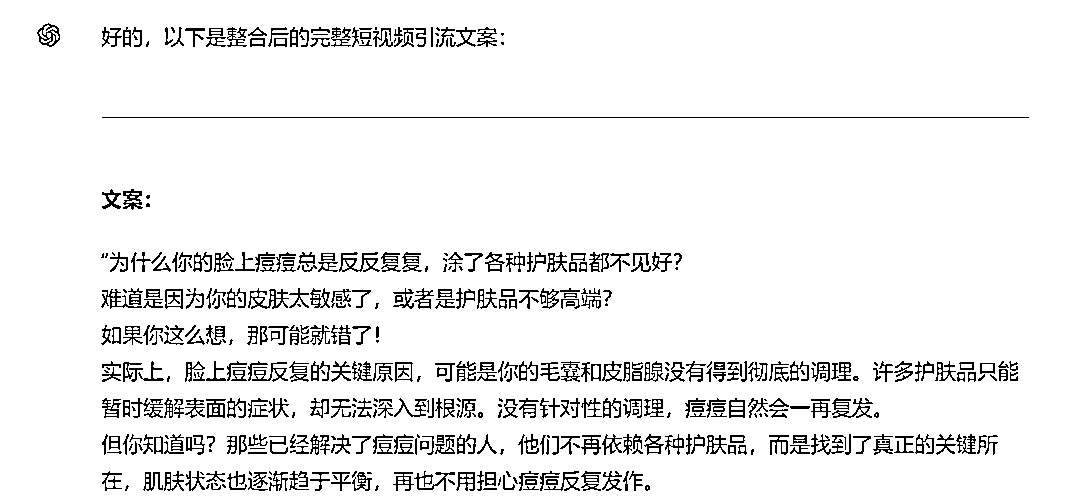 好的，以下是整合后的完整短视频引流文案：
文案：
“为什么你的脸上痘痘总是反反复复，涂了各种护肤品都不见好？
难道是因为你的皮肤太敏感了，或者是护肤品不够高端？
如果你这么想，那可能就错了！
实际上，脸上痘痘反复的关键原因，可能是你的毛囊和皮脂腺没有得到彻底的调理。许多护肤品只能
暂时缓解表面的症状，却无法深入到根源。没有针对性的调理，痘痘自然会一再复发。
但你知道吗？那些已经解决了痘痘问题的人，他们不再依赖各种护肤品，而是找到了真正的关键所
在，肌肤状态也逐渐趋于平衡，再也不用担心痘痘反复发作。